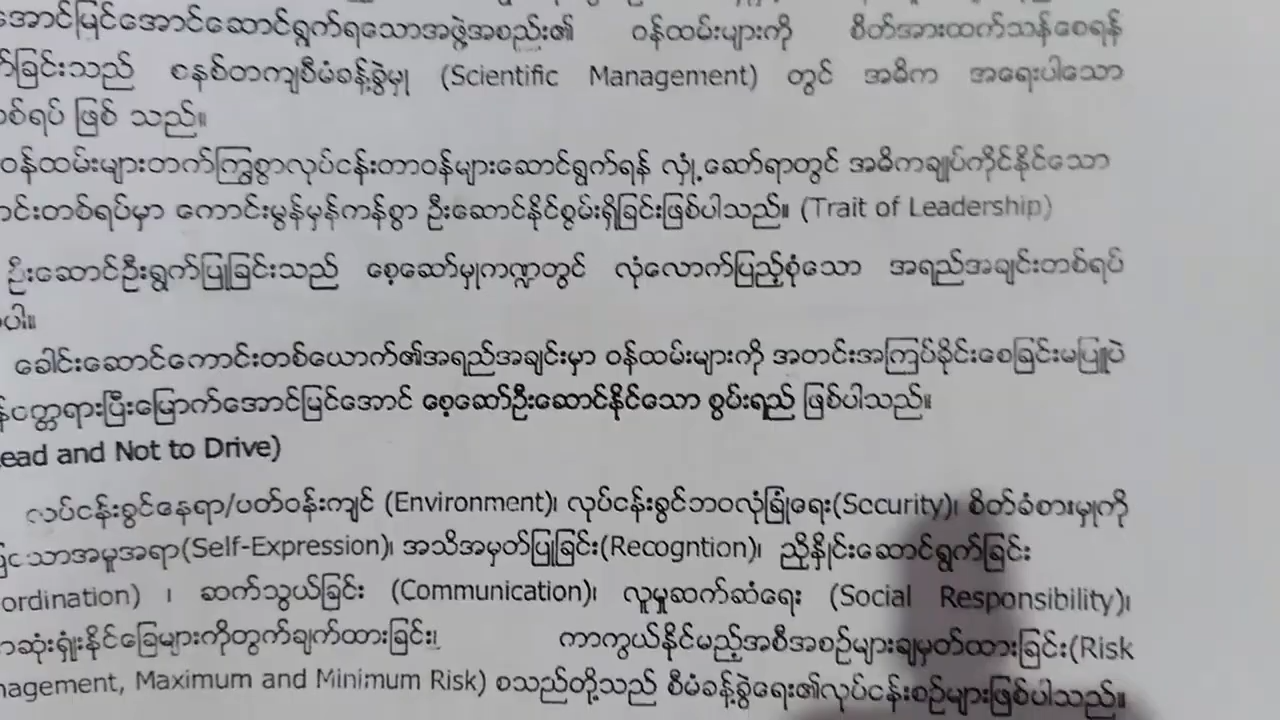 အောင်မြင်အောင်ဆောင်ရွက်ရသောအဖွဲ့အစည်း၏ ဝန်ထမ်းများကို စိတ်အားထက်သန်စေရန်
ခြင်းသည် စနစ်တကျစီမံခန့်ခွဲမှု (Scientific Management) တွင် အဓိက အရေးပါသော
စ်ရပ် ဖြစ် သည်။
ဝန်ထမ်းများတက်ကြွစွာလုပ်ငန်းတာဝန်များဆောင်ရွက်ရန် လှုံ့ဆော်ရာတွင် အဓိကချုပ်ကိုင်နိုင်သော
င်းတစ်ရပ်မှာ ကောင်းမွန်မှန်ကန်စွာ ဦးဆောင်နိုင်စွမ်းရှိခြင်းဖြစ်ပါသည်။ (Trait of Leadership)
ဦးဆောင်ဦးရွက်ပြုခြင်းသည် စေ့ဆော်မှုကဏ္ဍတွင် လုံလောက်ပြည့်စုံသော အရည်အချင်းတစ်ရပ်
ပါ။
ခေါင်းဆောင်ကောင်းတစ်ယောက်၏အရည်အချင်းမှာ ဝန်ထမ်းများကို အတင်းအကြပ်ခိုင်းစေခြင်းမပြုပဲ
န်ပတ္တရားပြီးမြောက်အောင်မြင်အောင် စေ့ဆော်ဦးဆောင်နိုင်သော စွမ်းရည် ဖြစ်ပါသည်။
ead and Not to Drive)
လုပ်ငန်းခွင်နေရာ/ပတ်ဝန်းကျင် (Environment)၊ လုပ်ငန်းခွင်ဘဝလုံခြုံရေး(Sccurity)၊ စိတ်ခံစားမှုကို
သာအမူအရာ(Self-Expression)၊ အသိအမှတ်ပြုခြင်း(Recogntion)၊ ညှိနှိုင်းဆောင်ရွက်ခြင်း
ordination) ၊ ဆက်သွယ်ခြင်း (Communication)၊ လူမှုဆက်ဆံရေး (Social Responsibility)၊
ဆုံးရှုံးနိုင်ခြေများကိုတွက်ချက်ထားခြင်း၊ ကာကွယ်နိုင်မည့်အစီအစဉ်များချမှတ်ထားခြင်း(Risk
nagement, Maximum and Minimum Risk) စသည်တို့သည် စီမံခန့်ခွဲရေး၏လုပ်ငန်းစဉ်များဖြစ်ပါသည်။